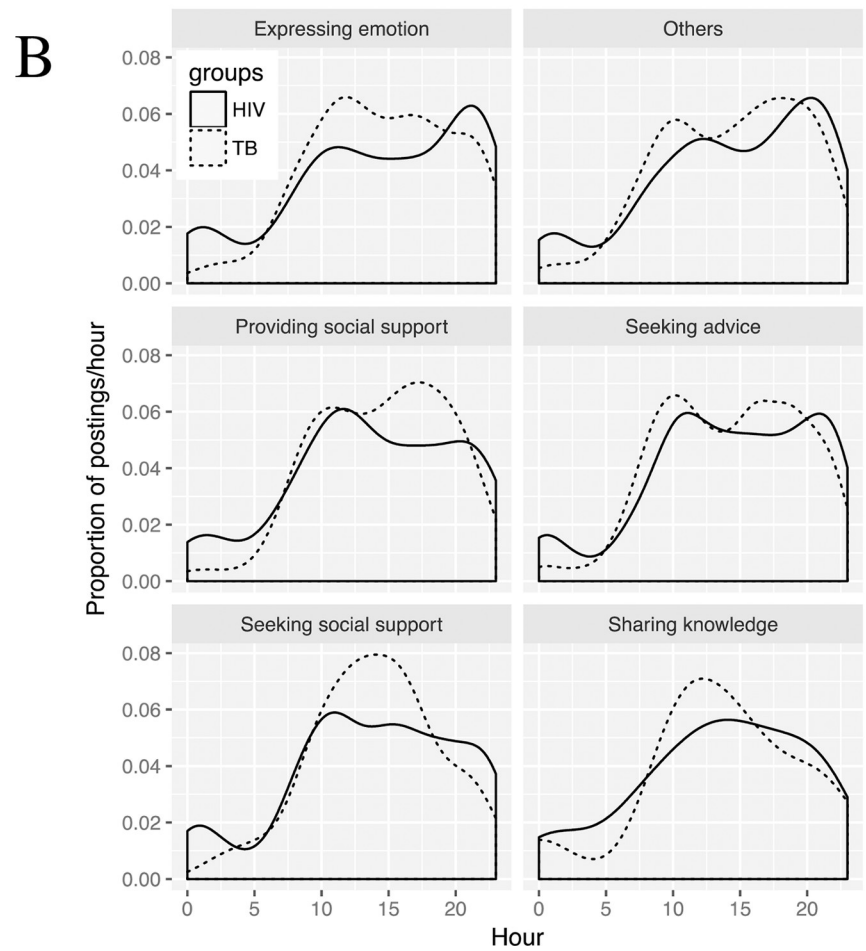 B
Expressing emotion
Others
groups
HIV
TB
0.08
0.06
0.04
0.02
0.00
Providing social support
Seeking advice
0.08
0.06
0.04
0.02
0.00
Seeking social support
Sharing knowledge
0.08
0.06
0.04
0.02
0.00
Proportion of postings/hour
0 5 10 15 20
0 5 10 15 20
Hour